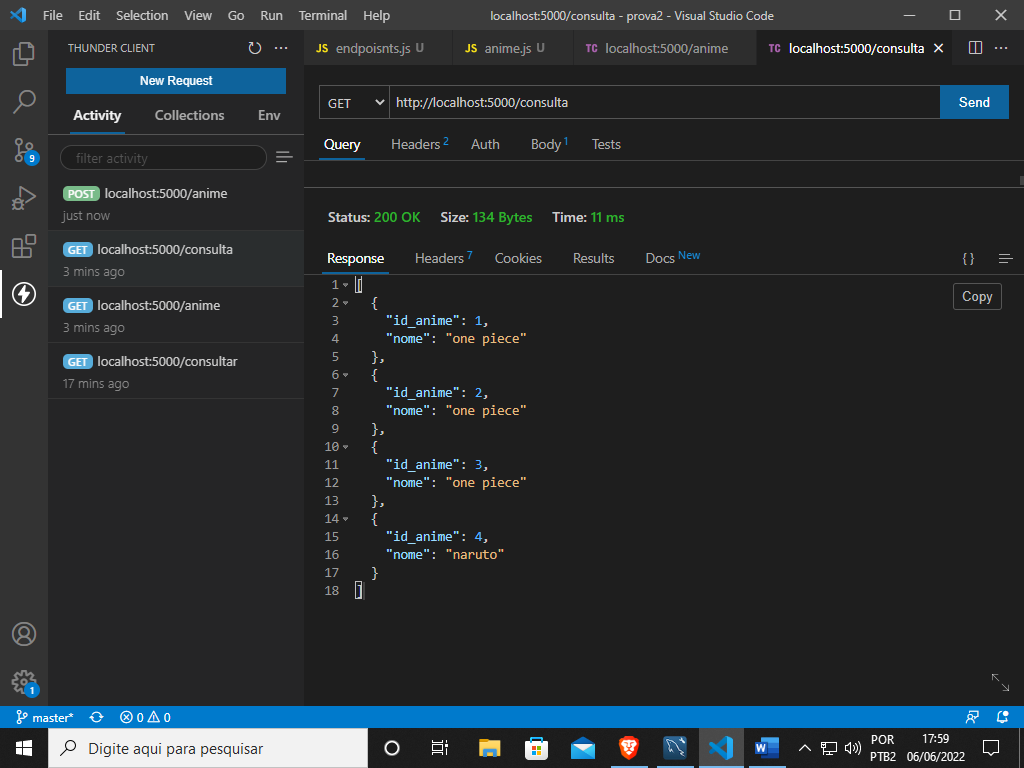 File Edit Selection View Go Run Terminal Help localhost:5000/consulta - prova2 - Visual Studio Code
THUNDER CLIENT
JS endpoisnts.js U JS anime.js U TC localhost:5000/anime TC localhost:5000/consulta
New Request
Activity Collections Env
filter activity
POST localhost:5000/anime
just now
GET localhost:5000/consulta
3 mins ago
GET localhost:5000/anime
3 mins ago
GET localhost:5000/consultar
17 mins ago
9
1
GET http://localhost:5000/consulta Send
Query Headers 2 Auth Body 1 Tests
Status: 200 OK Size: 134 Bytes Time: 11 ms
Response Headers 7 Cookies Results Docs New {}
Copy
1 [
2 {
3 "id_anime": 1,
4 "nome": "one piece"
5 },
6 {
7 "id_anime": 2,
8 "nome": "one piece"
9 },
10 {
11 "id_anime": 3,
12 "nome": "one piece"
13 },
14 {
15 "id_anime": 4,
16 "nome": "naruto"
17 }
18 ]
master* 0 0
Digite aqui para pesquisar
POR
PTB2
17:59
06/06/2022